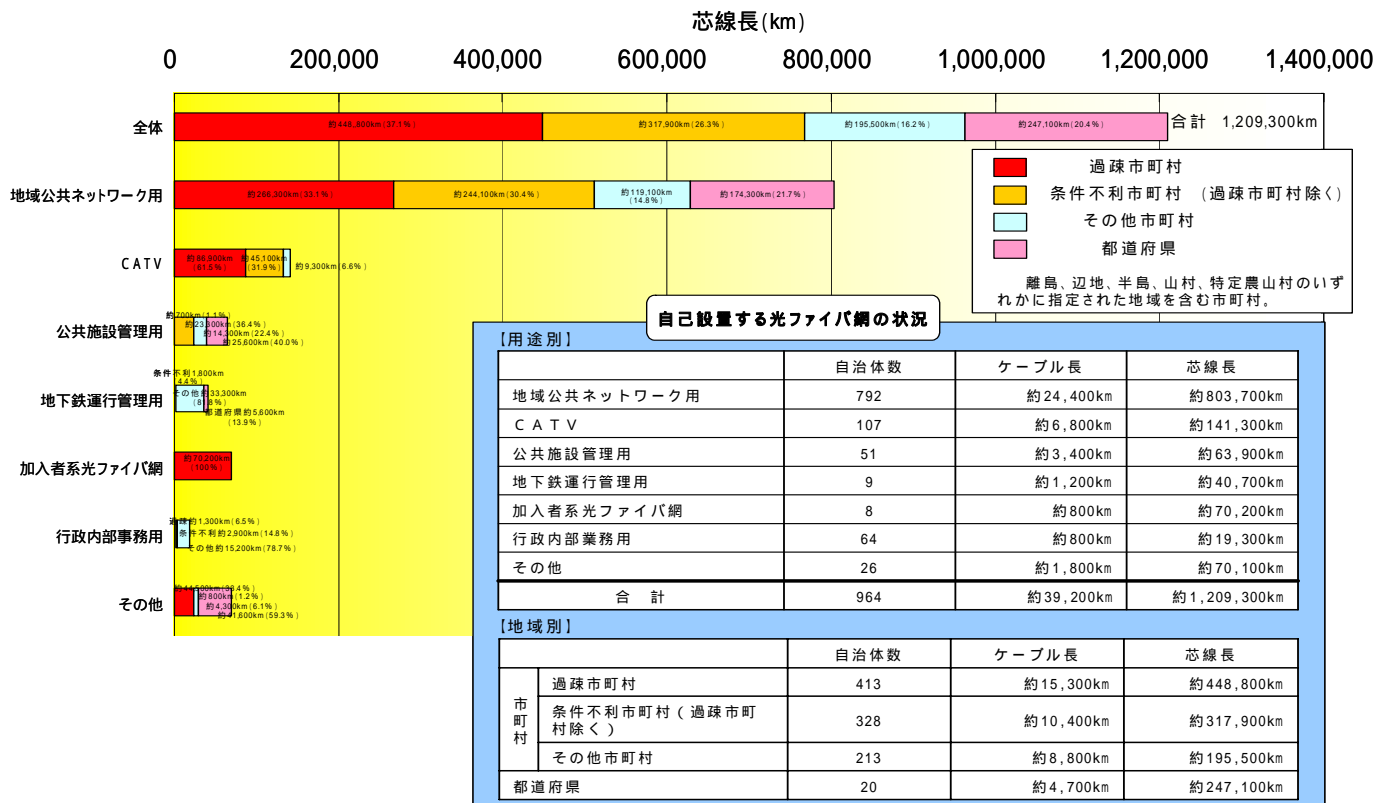 芯線長(km)
0 200,000 400,000 600,000 800,000 1,000,000 1,200,000 1,400,000
全体
約448,800km(37.1%) 約317,900km(26.3%) 約195,500km(16.2%) 約247,100km(20.4%)
合計 1,209,300km
過疎市町村
条件不利市町村 (過疎市町村除く)
その他市町村
都道府県
離島、辺地、半島、山村、特定農山村のいず
れかに指定された地域を含む市町村。
地域公共ネットワーク用
約266,300km(33.1%) 約244,100km(30.4%) 約119,100km
(14.8%) 約174,300km(21.7%)
CATV
約86,900km
(61.5%)
約45,100km
(31.9%)
約9,300km(6.6%)
公共施設管理用
約700km(1.1%)
約23,300km(36.4%)
約14,300km(22.4%)
約25,600km(40.0%)
地下鉄運行管理用
条件不利1,800km
(4.4%)
その他約33,300km
(81.8%)
都道府県約5,600km
(13.9%)
加入者系光ファイバ網
約70,200km
(100%)
行政内部事務用
過疎約1,300km(6.5%)
条件不利約2,900km(14.8%)
その他約15,200km(78.7%)
その他
約800km(1.2%)
約4,300km(6.1%)
約41,600km(59.3%)
自己設置する光ファイバ網の状況
【用途別】
自治体数 ケーブル長 芯線長
地域公共ネットワーク用 792 約24,400km 約803,700km
CATV 107 約6,800km 約141,300km
公共施設管理用 51 約3,400km 約63,900km
地下鉄運行管理用 9 約1,200km 約40,700km
加入者系光ファイバ網 8 約800km 約70,200km
行政内部業務用 64 約800km 約19,300km
その他 26 約1,800km 約70,100km
合 計 964 約39,200km 約1,209,300km
【地域別】
自治体数 ケーブル長 芯線長
市町村
過疎市町村 413 約15,300km 約448,800km
条件不利市町村(過疎市町
村除く) 328 約10,400km 約317,900km
その他市町村 213 約8,800km 約195,500km
都道府県 20 約4,700km 約247,100km